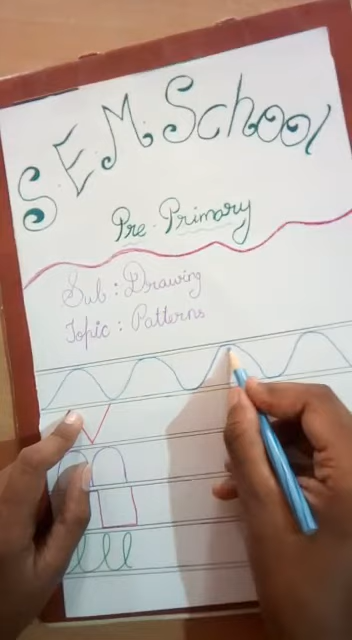 S.E.M. School
Pre-Primary
Sub : Drawing
Topic : Patterns